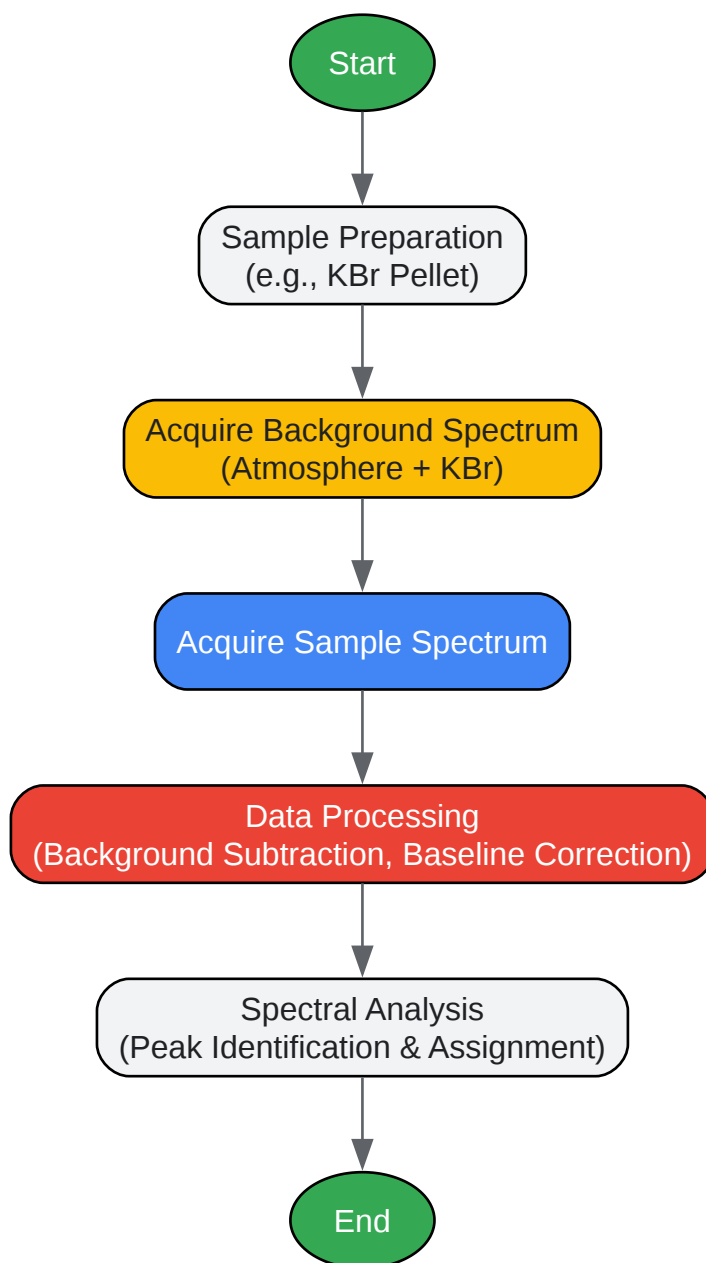 Start
Sample Preparation
(e.g., KBr Pellet)
Acquire Background Spectrum
(Atmosphere + KBr)
Acquire Sample Spectrum
Data Processing
(Background Subtraction, Baseline Correction)
Spectral Analysis
(Peak Identification & Assignment)
End